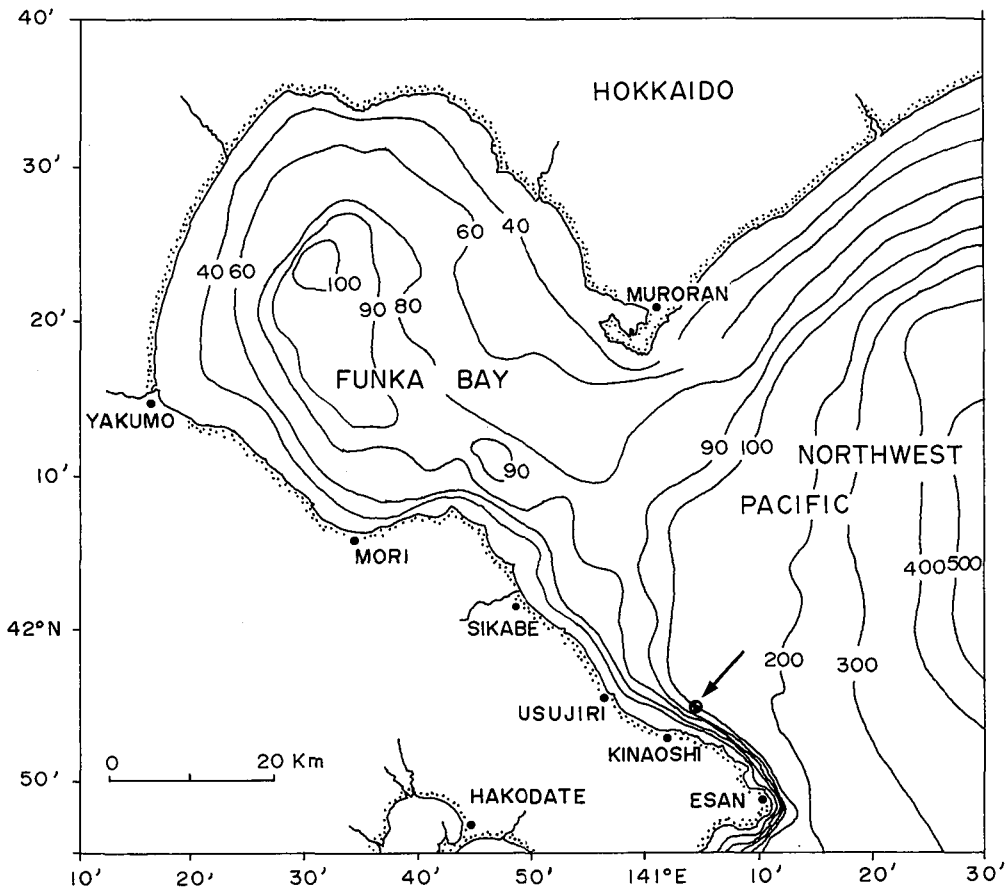 40'
HOKKAIDO
30'
60
40
40 60
100
90
80
MURORAN
20'
FUNKA BAY
YAKUMO
90 100
NORTHWEST
90
10'
PACIFIC
MORI
400 500
SIKABE
42°N
200
300
USUJIRI
KINAOSHI
0 20 Km
50'
HAKODATE
ESAN
10' 20' 30' 40' 50' 141°E 10' 20' 30'